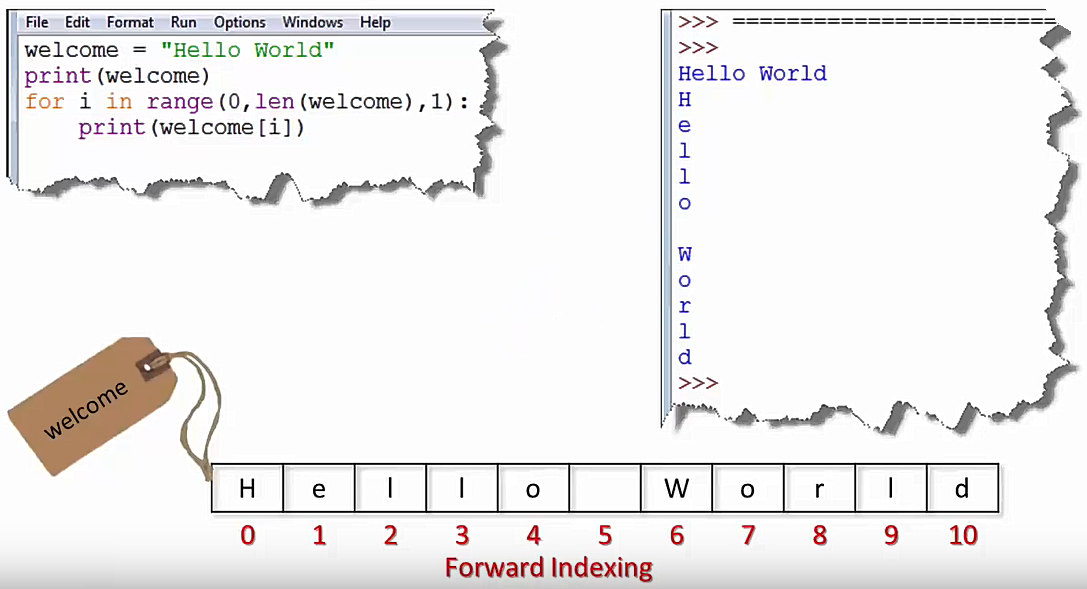 File Edit Format Run Options Windows Help
welcome = "Hello World"
print(welcome)
for i in range(0,len(welcome),1):
    print(welcome[i])
>>> ========================
>>>
Hello World
H
e
l
l
o

W
o
r
l
d
>>>
welcome
H e l l o   W o r l d
0 1 2 3 4 5 6 7 8 9 10
Forward Indexing